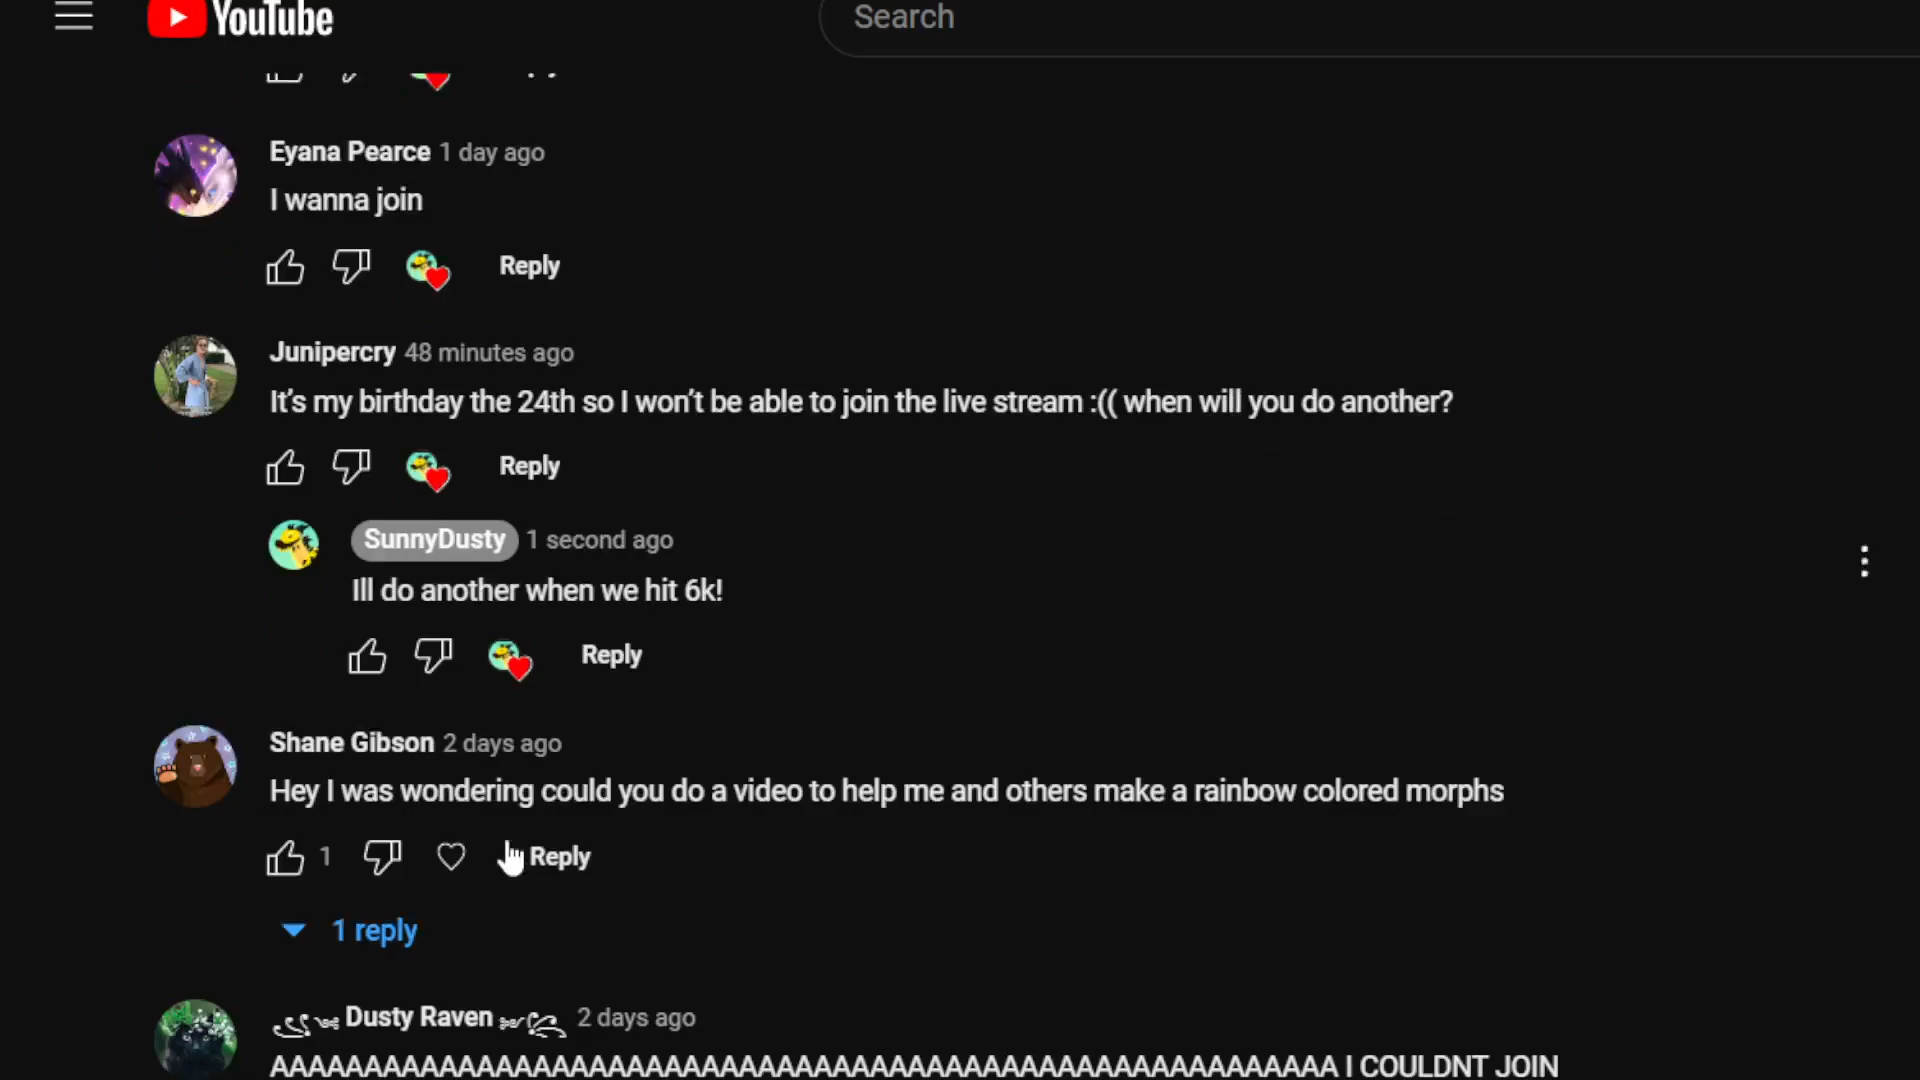 YouTube
Search
Eyana Pearce 1 day ago
I wanna join
Reply
Junipercry 48 minutes ago
It's my birthday the 24th so I won't be able to join the live stream :(( when will you do another?
Reply
SunnyDusty 1 second ago
Ill do another when we hit 6k!
Reply
Shane Gibson 2 days ago
Hey I was wondering could you do a video to help me and others make a rainbow colored morphs
1 Reply
1 reply
Dusty Raven 2 days ago
AAAAAAAAAAAAAAAAAAAAAAAAAAAAAAAAAAAAAAAAAAAAAAAAAAAAAAAAA I COULDNT JOIN